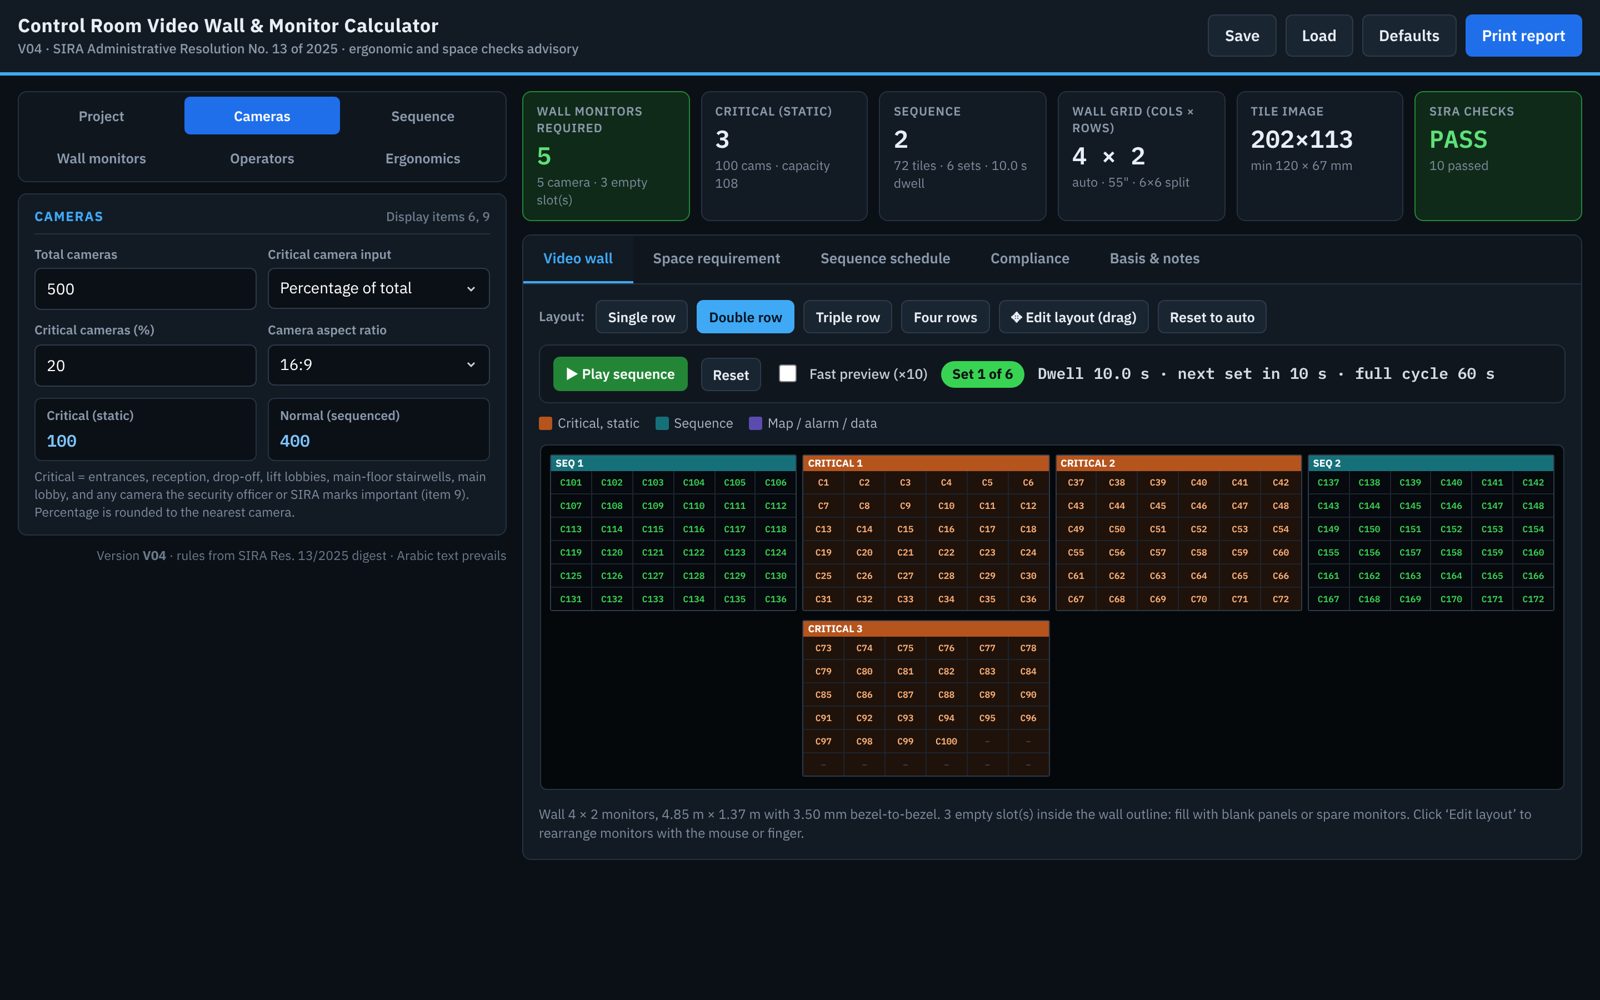 Control Room Video Wall & Monitor Calculator
V04 · SIRA Administrative Resolution No. 13 of 2025 · ergonomic and space checks advisory
Save Load Defaults Print report
Project Cameras Sequence
Wall monitors Operators Ergonomics
CAMERAS Display items 6, 9
Total cameras Critical camera input
500 Percentage of total
Critical cameras (%) Camera aspect ratio
20 16:9
Critical (static) Normal (sequenced)
100 400
Critical = entrances, reception, drop-off, lift lobbies, main-floor stairwells, main
lobby, and any camera the security officer or SIRA marks important (item 9).
Percentage is rounded to the nearest camera.
Version V04 · rules from SIRA Res. 13/2025 digest · Arabic text prevails
WALL MONITORS
REQUIRED
5
5 camera · 3 empty
slot(s)
CRITICAL (STATIC)
3
100 cams · capacity
108
SEQUENCE
2
72 tiles · 6 sets · 10.0 s
dwell
WALL GRID (COLS ×
ROWS)
4 × 2
auto · 55" · 6×6 split
TILE IMAGE
202×113
min 120 × 67 mm
SIRA CHECKS
PASS
10 passed
Video wall Space requirement Sequence schedule Compliance Basis & notes
Layout: Single row Double row Triple row Four rows ✥ Edit layout (drag) Reset to auto
▶ Play sequence Reset Fast preview (×10) Set 1 of 6 Dwell 10.0 s · next set in 10 s · full cycle 60 s
Critical, static Sequence Map / alarm / data
SEQ 1
C101 C102 C103 C104 C105 C106
C107 C108 C109 C110 C111 C112
C113 C114 C115 C116 C117 C118
C119 C120 C121 C122 C123 C124
C125 C126 C127 C128 C129 C130
C131 C132 C133 C134 C135 C136
CRITICAL 1
C1 C2 C3 C4 C5 C6
C7 C8 C9 C10 C11 C12
C13 C14 C15 C16 C17 C18
C19 C20 C21 C22 C23 C24
C25 C26 C27 C28 C29 C30
C31 C32 C33 C34 C35 C36
CRITICAL 2
C37 C38 C39 C40 C41 C42
C43 C44 C45 C46 C47 C48
C49 C50 C51 C52 C53 C54
C55 C56 C57 C58 C59 C60
C61 C62 C63 C64 C65 C66
C67 C68 C69 C70 C71 C72
SEQ 2
C137 C138 C139 C140 C141 C142
C143 C144 C145 C146 C147 C148
C149 C150 C151 C152 C153 C154
C155 C156 C157 C158 C159 C160
C161 C162 C163 C164 C165 C166
C167 C168 C169 C170 C171 C172
CRITICAL 3
C73 C74 C75 C76 C77 C78
C79 C80 C81 C82 C83 C84
C85 C86 C87 C88 C89 C90
C91 C92 C93 C94 C95 C96
C97 C98 C99 C100 – –
– – – – – –
Wall 4 × 2 monitors, 4.85 m × 1.37 m with 3.50 mm bezel-to-bezel. 3 empty slot(s) inside the wall outline: fill with blank panels or spare monitors. Click ‘Edit layout’ to
rearrange monitors with the mouse or finger.